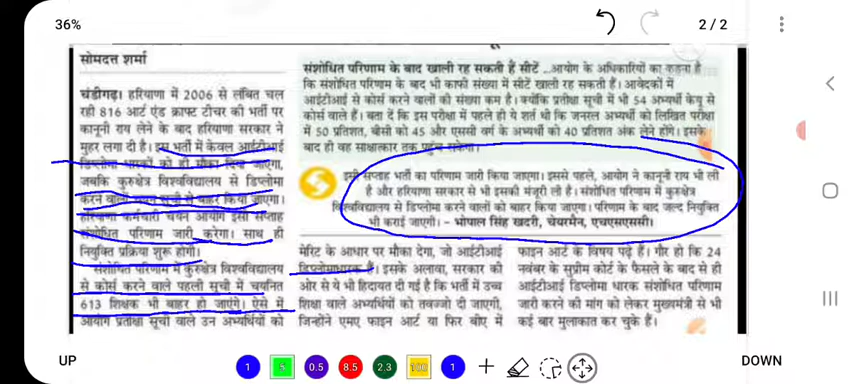 36%
2 / 2
सोमदत्त शर्मा
चंडीगढ़। हरियाणा में 2006 से लंबित चल
रही 816 आर्ट एंड क्राफ्ट टीचर की भर्ती पर
कानूनी राय लेने के बाद हरियाणा सरकार ने
मुहर लगा दी है। इस भर्ती में केवल आईटीआई
डिप्लोमा धारकों को ही मौका दिया जाएगा,
जबकि कुरुक्षेत्र विश्वविद्यालय से डिप्लोमा
करने वालों चयन सूची से बाहर किया जाएगा।
हरियाणा कर्मचारी चयन आयोग इसी सप्ताह
संशोधित परिणाम जारी करेगा। साथ ही
नियुक्ति प्रक्रिया शुरू होगी।
संशोधित परिणाम में कुरुक्षेत्र विश्वविद्यालय
से कोर्स करने वाले पहली सूची में चयनित
613 शिक्षक भी बाहर हो जाएंगे। ऐसे में
आयोग प्रतीक्षा सूची वाले उन अभ्यर्थियों को
संशोधित परिणाम के बाद खाली रह सकती हैं सीटें ...आयोग के अधिकारियों का कहना है
कि संशोधित परिणाम के बाद भी काफी संख्या में सीटें खाली रह सकती हैं। आवेदकों में
आईटीआई से कोर्स करने वालों की संख्या कम है। क्योंकि प्रतीक्षा सूची में भी 54 अभ्यर्थी केयू से
कोर्स वाले हैं। बता दें कि इस परीक्षा में पहले ही ये शर्त थी कि जनरल अभ्यर्थी को लिखित परीक्षा
में 50 प्रतिशत, बीसी को 45 और एससी वर्ग के अभ्यर्थी को 40 प्रतिशत अंक लेने होंगे। इसके
बाद ही वह साक्षात्कार तक पहुंच सकेगा।
इसी सप्ताह भर्ती का परिणाम जारी किया जाएगा। इससे पहले, आयोग ने कानूनी राय भी ली
है और हरियाणा सरकार से भी इसकी मंजूरी ली है। संशोधित परिणाम में कुरुक्षेत्र
विश्वविद्यालय से डिप्लोमा करने वालों को बाहर किया जाएगा। परिणाम के बाद जल्द नियुक्ति
भी कराई जाएगी। - भोपाल सिंह खदरी, चेयरमैन, एचएसएससी।
मेरिट के आधार पर मौका देगा, जो आईटीआई
डिप्लोमाधारक हैं। इसके अलावा, सरकार की
ओर से ये भी हिदायत दी गई है कि भर्ती में उच्च
शिक्षा वाले अभ्यर्थियों को तवज्जो दी जाएगी,
जिन्होंने एमए फाइन आर्ट या फिर बीए में
फाइन आर्ट के विषय पढ़े हैं। गौर हो कि 24
नवंबर के सुप्रीम कोर्ट के फैसले के बाद से ही
आईटीआई डिप्लोमा धारक संशोधित परिणाम
जारी करने की मांग को लेकर मुख्यमंत्री से भी
कई बार मुलाकात कर चुके हैं।
UP
1
5
0.5
8.5
2.3
100
1
DOWN